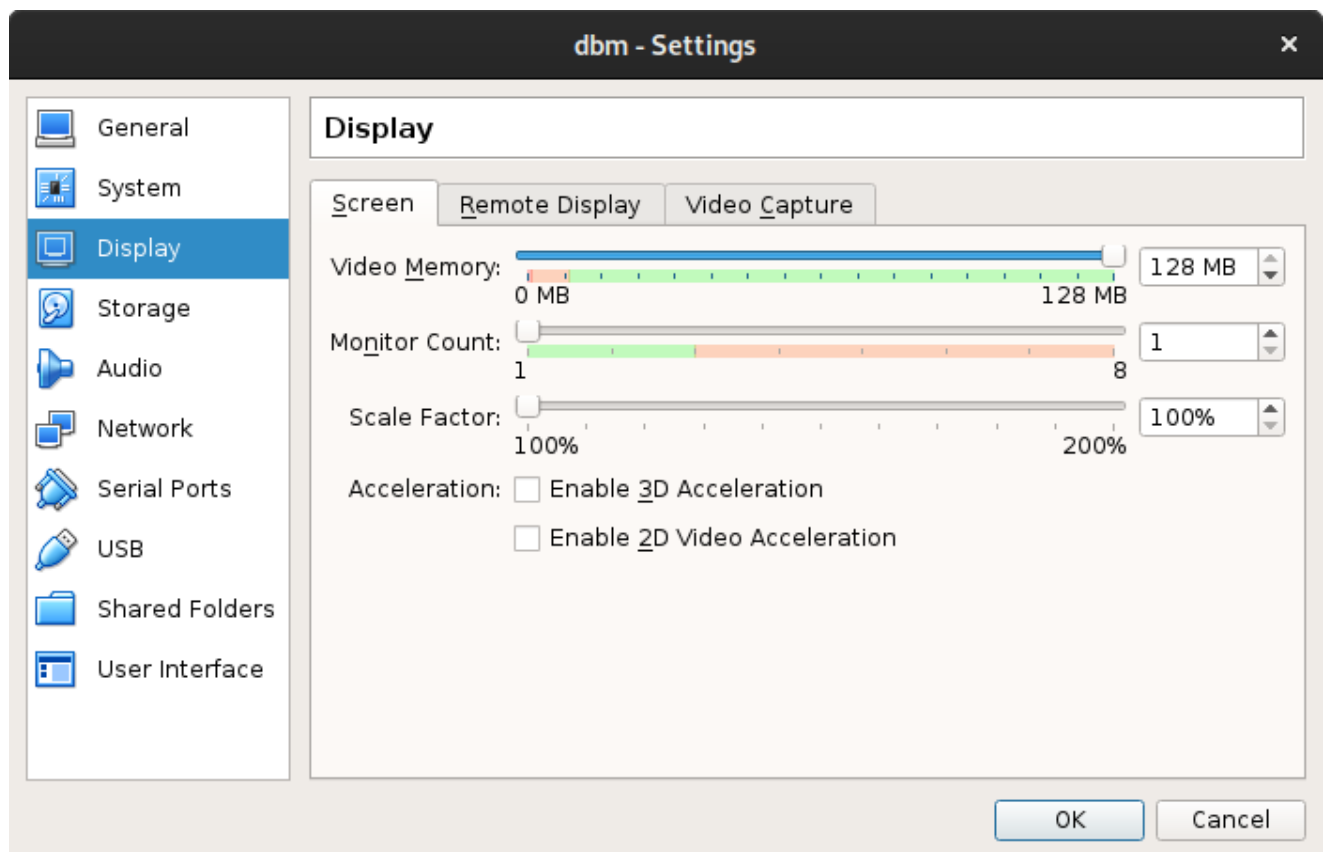 dbm - Settings ×
General
System
Display
Storage
Audio
Network
Serial Ports
USB
Shared Folders
User Interface
Display
Screen Remote Display Video Capture
Video Memory: 128 MB
0 MB 128 MB
Monitor Count: 1
1 8
Scale Factor: 100%
100% 200%
Acceleration: Enable 3D Acceleration
Enable 2D Video Acceleration
OK Cancel